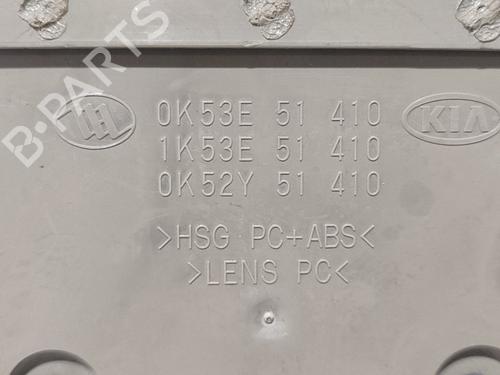 B-PARTS
0K53E 51 410
KIA
1K53E 51 410
0K52Y 51 410
>HSG PC+ABS<
>LENS PC<